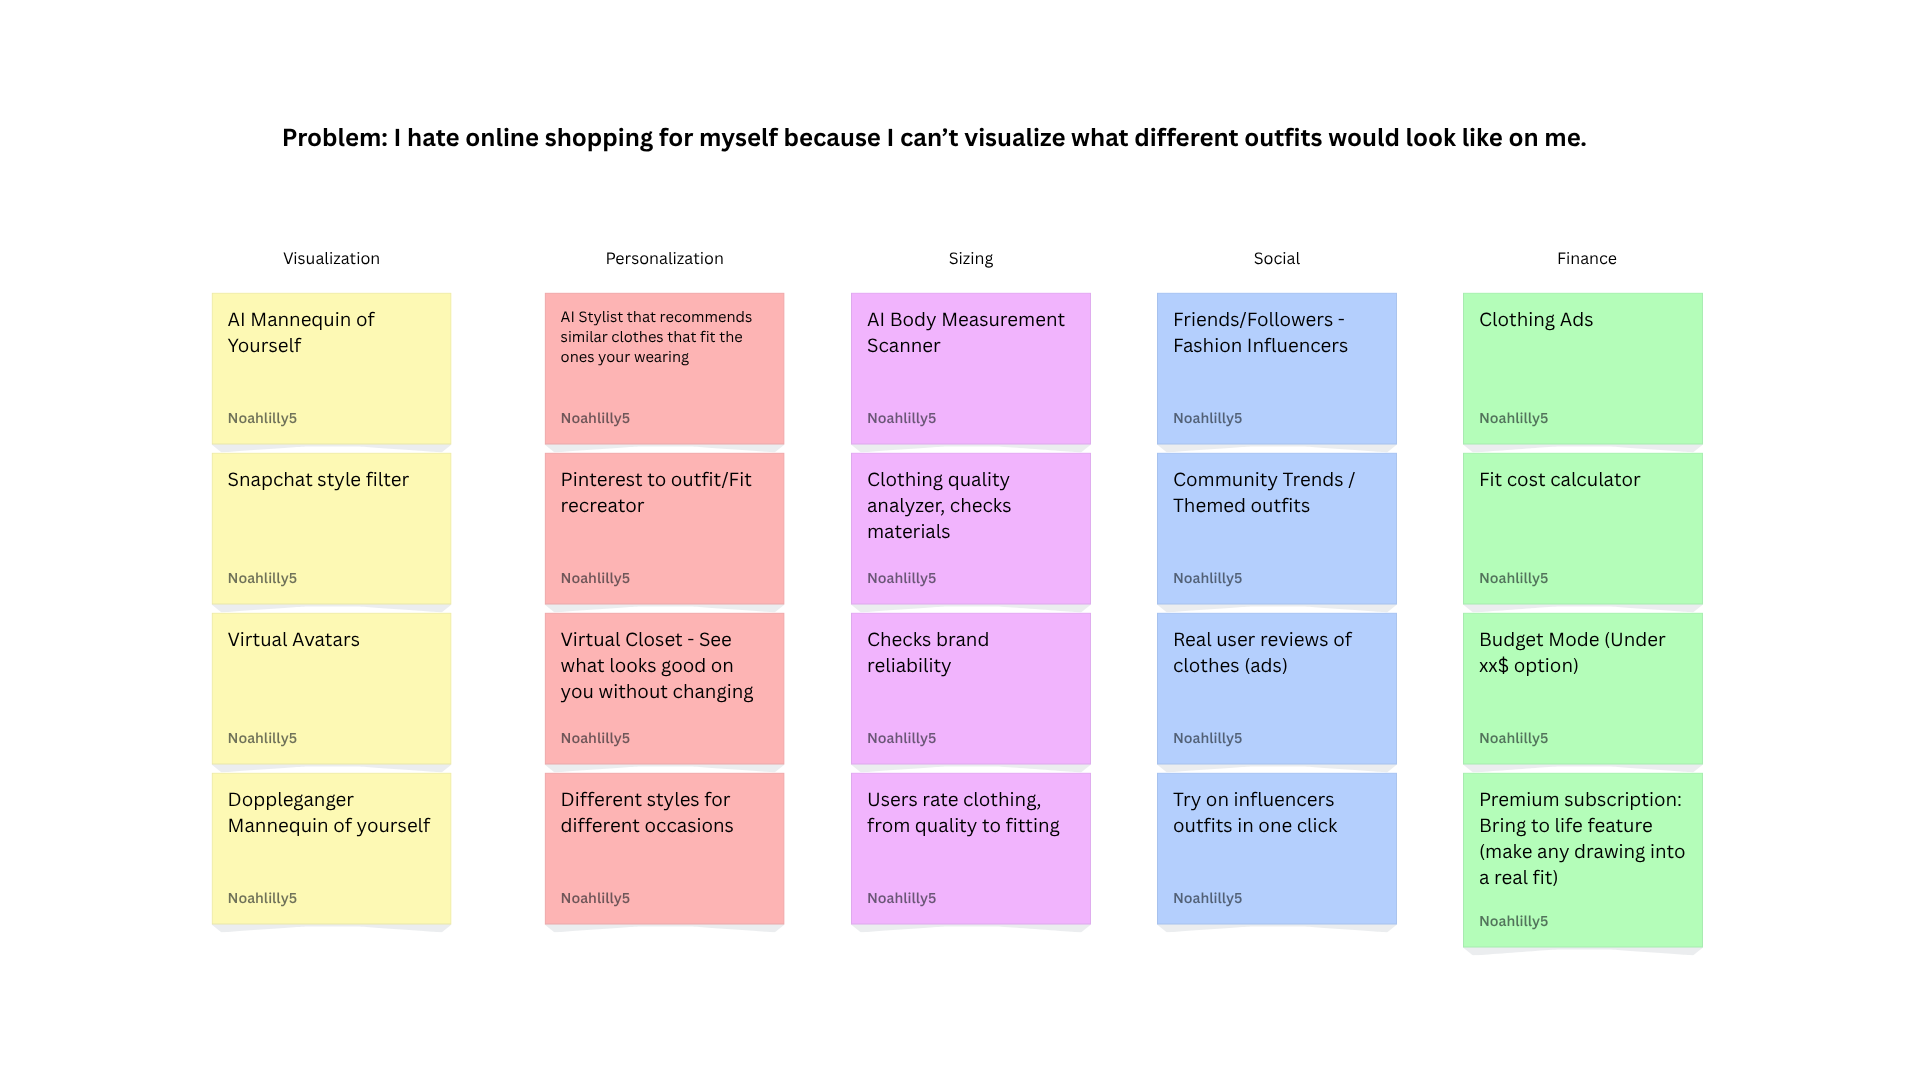 Problem: I hate online shopping for myself because I can’t visualize what different outfits would look like on me.
Visualization
AI Mannequin of
Yourself
Noahlilly5
Snapchat style filter
Noahlilly5
Virtual Avatars
Noahlilly5
Doppleganger
Mannequin of yourself
Noahlilly5
Personalization
AI Stylist that recommends
similar clothes that fit the
ones your wearing
Noahlilly5
Pinterest to outfit/Fit
recreator
Noahlilly5
Virtual Closet - See
what looks good on
you without changing
Noahlilly5
Different styles for
different occasions
Noahlilly5
Sizing
AI Body Measurement
Scanner
Noahlilly5
Clothing quality
analyzer, checks
materials
Noahlilly5
Checks brand
reliability
Noahlilly5
Users rate clothing,
from quality to fitting
Noahlilly5
Social
Friends/Followers -
Fashion Influencers
Noahlilly5
Community Trends /
Themed outfits
Noahlilly5
Real user reviews of
clothes (ads)
Noahlilly5
Try on influencers
outfits in one click
Noahlilly5
Finance
Clothing Ads
Noahlilly5
Fit cost calculator
Noahlilly5
Budget Mode (Under
xx$ option)
Noahlilly5
Premium subscription:
Bring to life feature
(make any drawing into
a real fit)
Noahlilly5